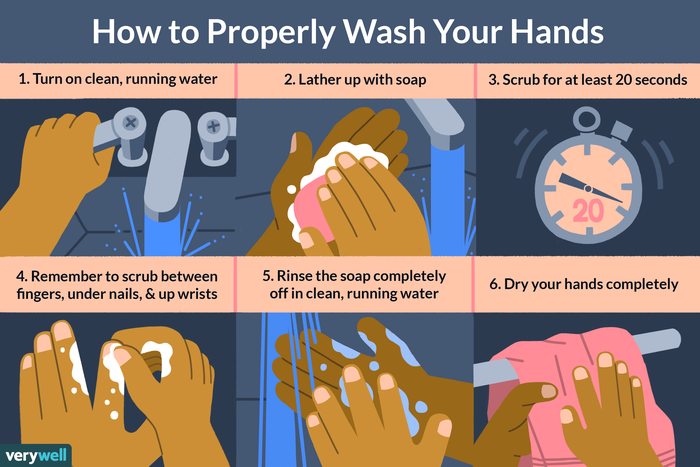 How to Properly Wash Your Hands
1. Turn on clean, running water
2. Lather up with soap
3. Scrub for at least 20 seconds
20
4. Remember to scrub between
fingers, under nails, & up wrists
5. Rinse the soap completely
off in clean, running water
6. Dry your hands completely
verywell